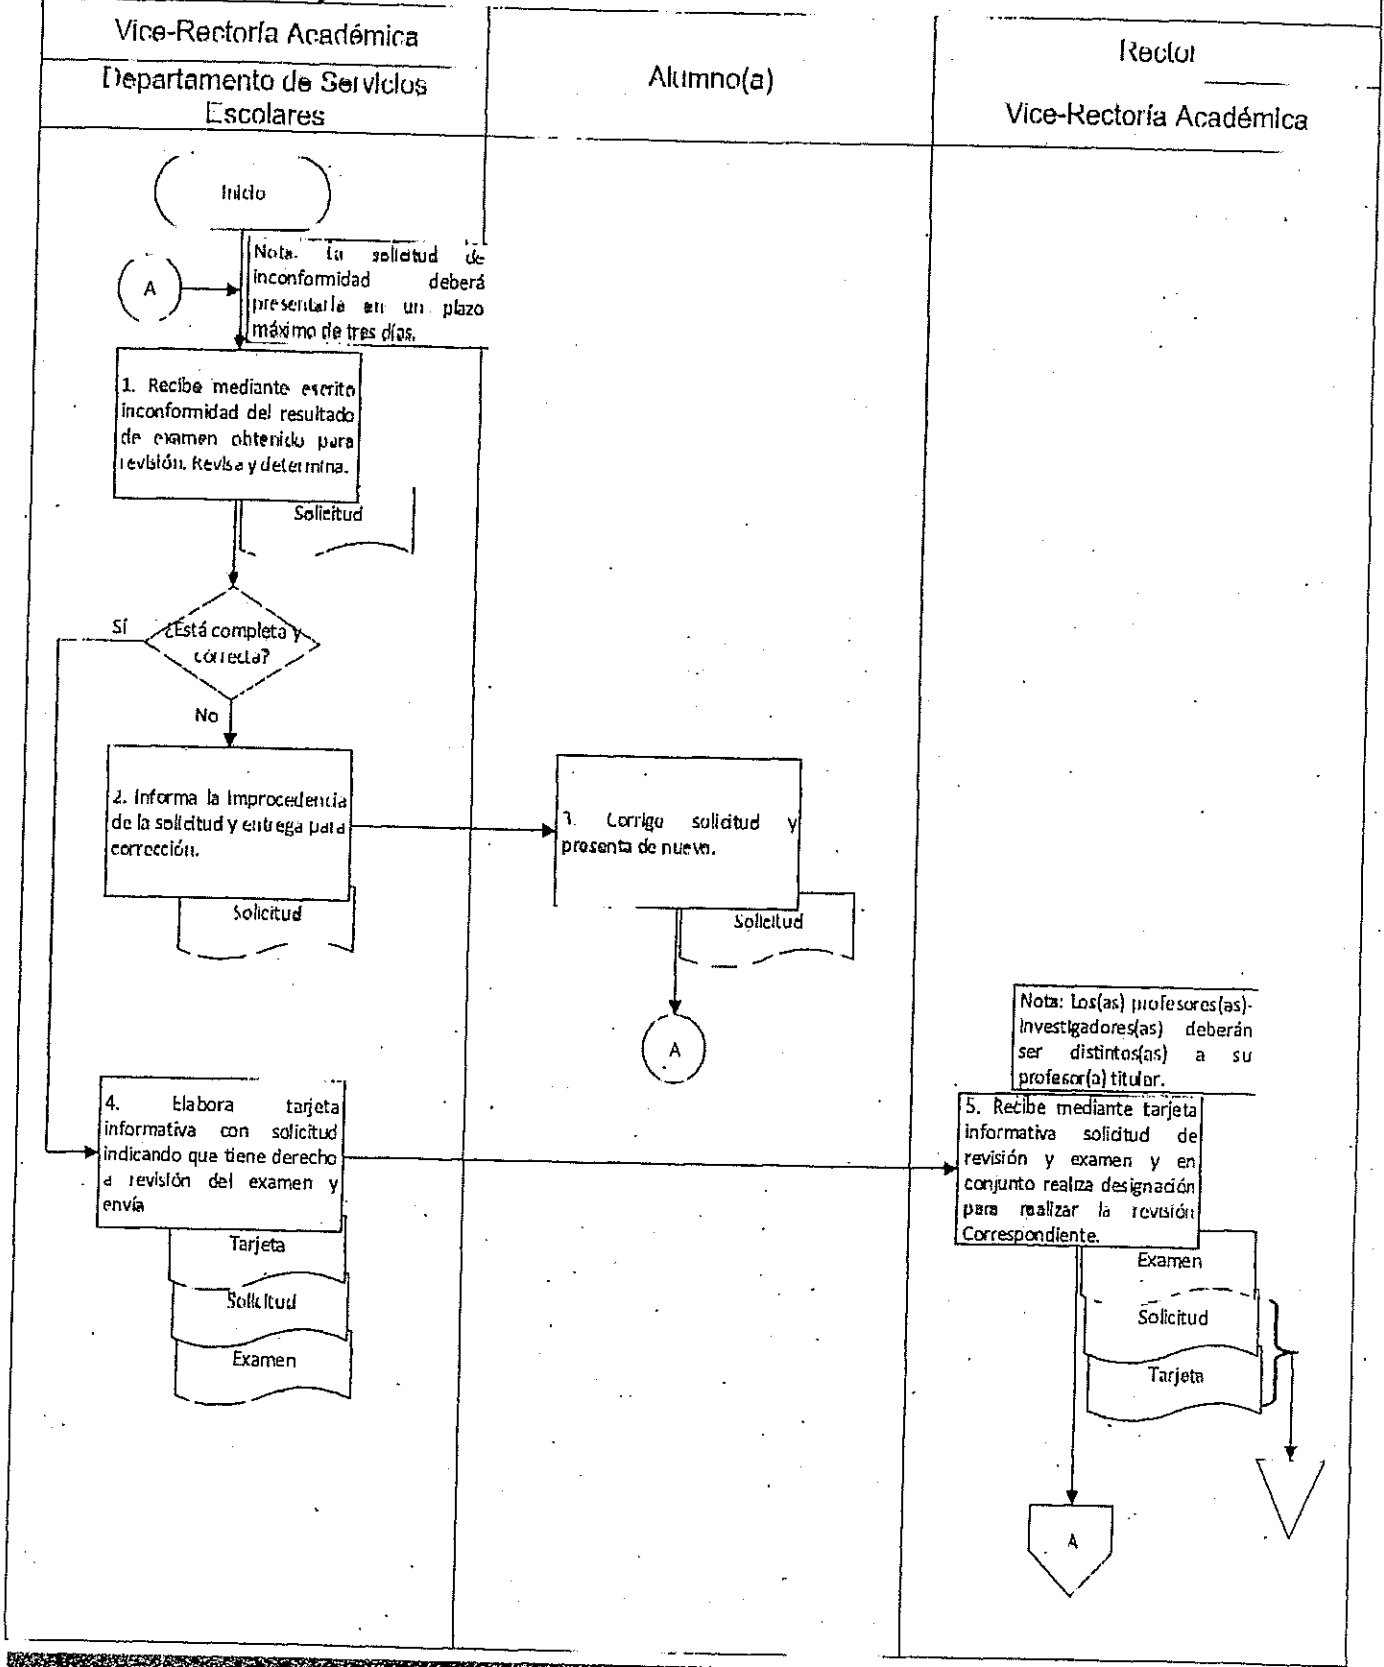 Vice-Rectoría Académica
Departamento de Servicios
Escolares
Alumno(a)
Rector
Vice-Rectoría Académica
Inicio
A
Nota. La solicitud de
inconformidad deberá
presentarla en un plazo
máximo de tres días.
1. Recibe mediante escrito
inconformidad del resultado
de examen obtenido para
revisión. Revisa y determina.
Solicitud
¿Está completa y
correcta?
Sí
No
2. Informa la Improcedencia
de la solicitud y entrega para
corrección.
Solicitud
3. Corrige solicitud y
presenta de nuevo.
Solicitud
A
4. Elabora tarjeta
informativa con solicitud
indicando que tiene derecho
a revisión del examen y
envía
Tarjeta
Solicitud
Examen
Nota: Los(as) profesores(as)-
Investigadores(as) deberán
ser distintos(as) a su
profesor(a) titular.
5. Recibe mediante tarjeta
informativa solicitud de
revisión y examen y en
conjunto realiza designación
para realizar la revisión
Correspondiente.
Examen
Solicitud
Tarjeta
A